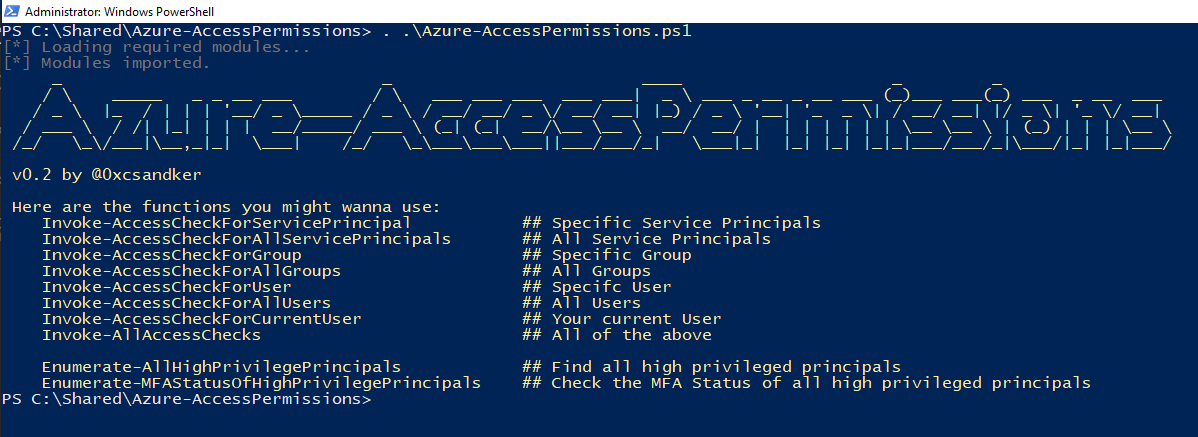 Administrator: Windows PowerShell
PS C:\Shared\Azure-AccessPermissions> . .\Azure-AccessPermissions.ps1
[*] Loading required modules...
[*] Modules imported.
Azure-AccessPermissions
v0.2 by @0xcsandker
Here are the functions you might wanna use:
Invoke-AccessCheckForServicePrincipal ## Specific Service Principals
Invoke-AccessCheckForAllServicePrincipals ## All Service Principals
Invoke-AccessCheckForGroup ## Specific Group
Invoke-AccessCheckForAllGroups ## All Groups
Invoke-AccessCheckForUser ## Specifc User
Invoke-AccessCheckForAllUsers ## All Users
Invoke-AccessCheckForCurrentUser ## Your current User
Invoke-AllAccessChecks ## All of the above
Enumerate-AllHighPrivilegePrincipals ## Find all high privileged principals
Enumerate-MFAStatusOfHighPrivilegePrincipals ## Check the MFA Status of all high privileged principals
PS C:\Shared\Azure-AccessPermissions>